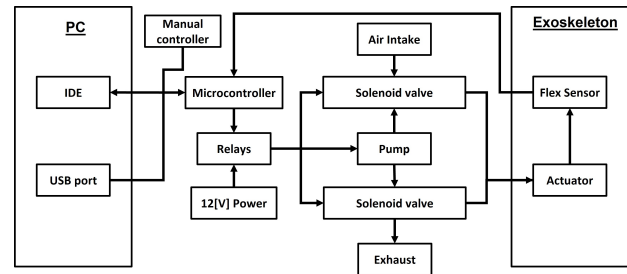 PC
Manual
controller
Air Intake
Exoskeleton
IDE
Microcontroller
Solenoid valve
Flex Sensor
Relays
Pump
USB port
12[V] Power
Solenoid valve
Actuator
Exhaust